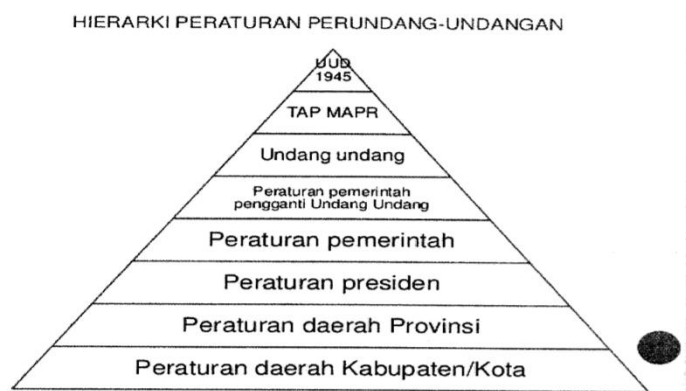 HIERARKI PERATURAN PERUNDANG-UNDANGAN
UUD
1945
TAP MAPR
Undang undang
Peraturan pemerintah
pengganti Undang Undang
Peraturan pemerintah
Peraturan presiden
Peraturan daerah Provinsi
Peraturan daerah Kabupaten/Kota